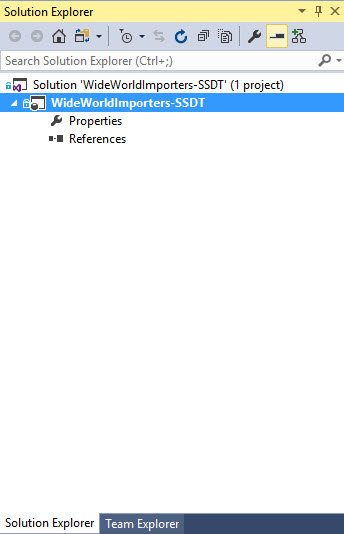 Solution Explorer
Search Solution Explorer (Ctrl+;)
Solution 'WideWorldImporters-SSDT' (1 project)
WideWorldImporters-SSDT
Properties
References
Solution Explorer Team Explorer